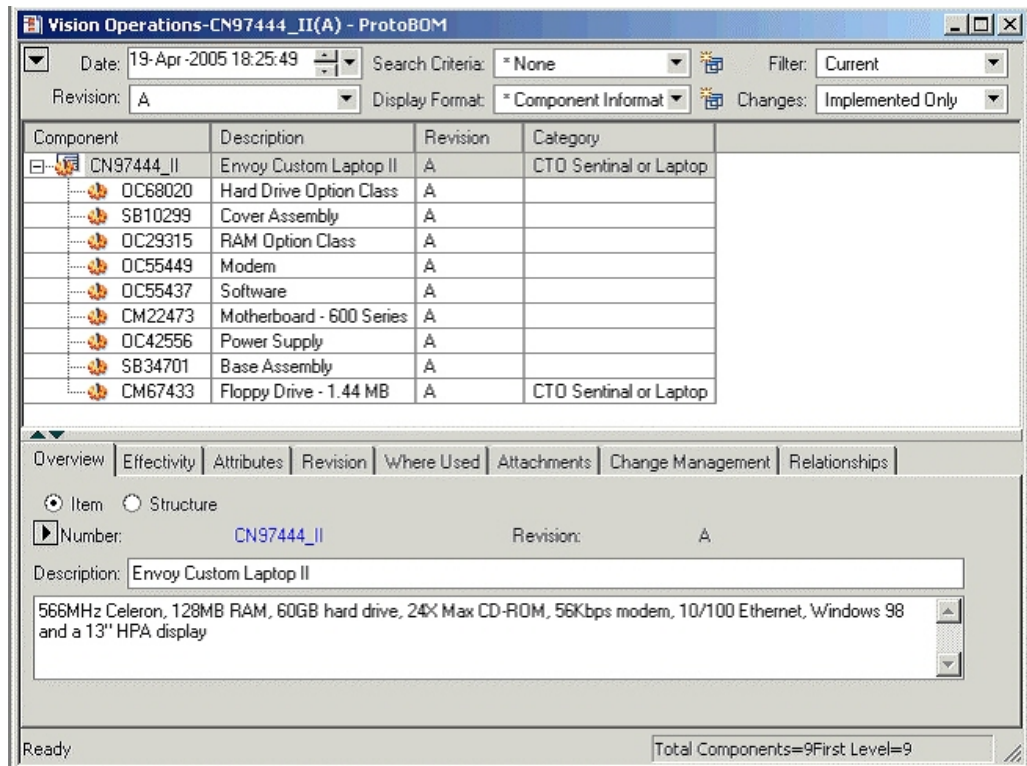 Vision Operations-CN97444_II(A) - ProtoBOM
Date: 19-Apr-2005 18:25:49 Search Criteria: * None Filter: Current
Revision: A Display Format: * Component Informat Changes: Implemented Only
Component Description Revision Category
CN97444_II Envoy Custom Laptop II A CTO Sentinal or Laptop
OC68020 Hard Drive Option Class A
SB10299 Cover Assembly A
OC29315 RAM Option Class A
OC55449 Modem A
OC55437 Software A
CM22473 Motherboard - 600 Series A
OC42556 Power Supply A
SB34701 Base Assembly A
CM67433 Floppy Drive - 1.44 MB A CTO Sentinal or Laptop
Overview Effectivity Attributes Revision Where Used Attachments Change Management Relationships
Item Structure
Number: CN97444_II Revision: A
Description: Envoy Custom Laptop II
566MHz Celeron, 128MB RAM, 60GB hard drive, 24X Max CD-ROM, 56Kbps modem, 10/100 Ethernet, Windows 98
and a 13" HPA display
Ready Total Components=9First Level=9